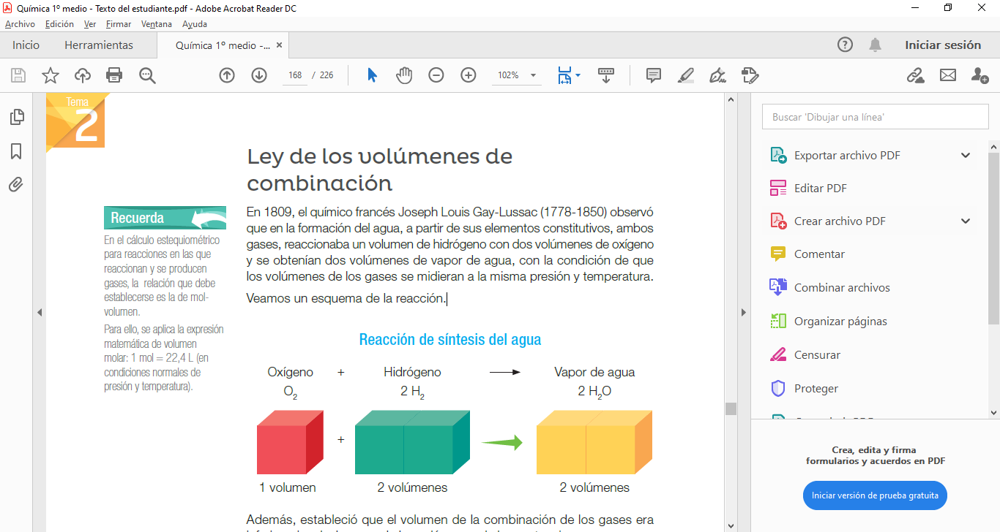 Química 1º medio - Texto del estudiante.pdf - Adobe Acrobat Reader DC
Archivo Edición Ver Firmar Ventana Ayuda
Inicio Herramientas Química 1º medio -... × Iniciar sesión
168 / 226 102%
Tema
2
Ley de los volúmenes de
combinación
Recuerda
En el cálculo estequiométrico
para reacciones en las que
reaccionan y se producen
gases, la relación que debe
establecerse es la de mol-
volumen.
Para ello, se aplica la expresión
matemática de volumen
molar: 1 mol = 22,4 L (en
condiciones normales de
presión y temperatura).
En 1809, el químico francés Joseph Louis Gay-Lussac (1778-1850) observó
que en la formación del agua, a partir de sus elementos constitutivos, ambos
gases, reaccionaba un volumen de hidrógeno con dos volúmenes de oxígeno
y se obtenían dos volúmenes de vapor de agua, con la condición de que
los volúmenes de los gases se midieran a la misma presión y temperatura.
Veamos un esquema de la reacción.
Reacción de síntesis del agua
Oxígeno + Hidrógeno → Vapor de agua
O₂ 2 H₂ 2 H₂O
+
1 volumen 2 volúmenes 2 volúmenes
Además, estableció que el volumen de la combinación de los gases era
Buscar 'Dibujar una línea'
Exportar archivo PDF
Editar PDF
Crear archivo PDF
Comentar
Combinar archivos
Organizar páginas
Censurar
Proteger
Crea, edita y firma
formularios y acuerdos en PDF
Iniciar versión de prueba gratuita